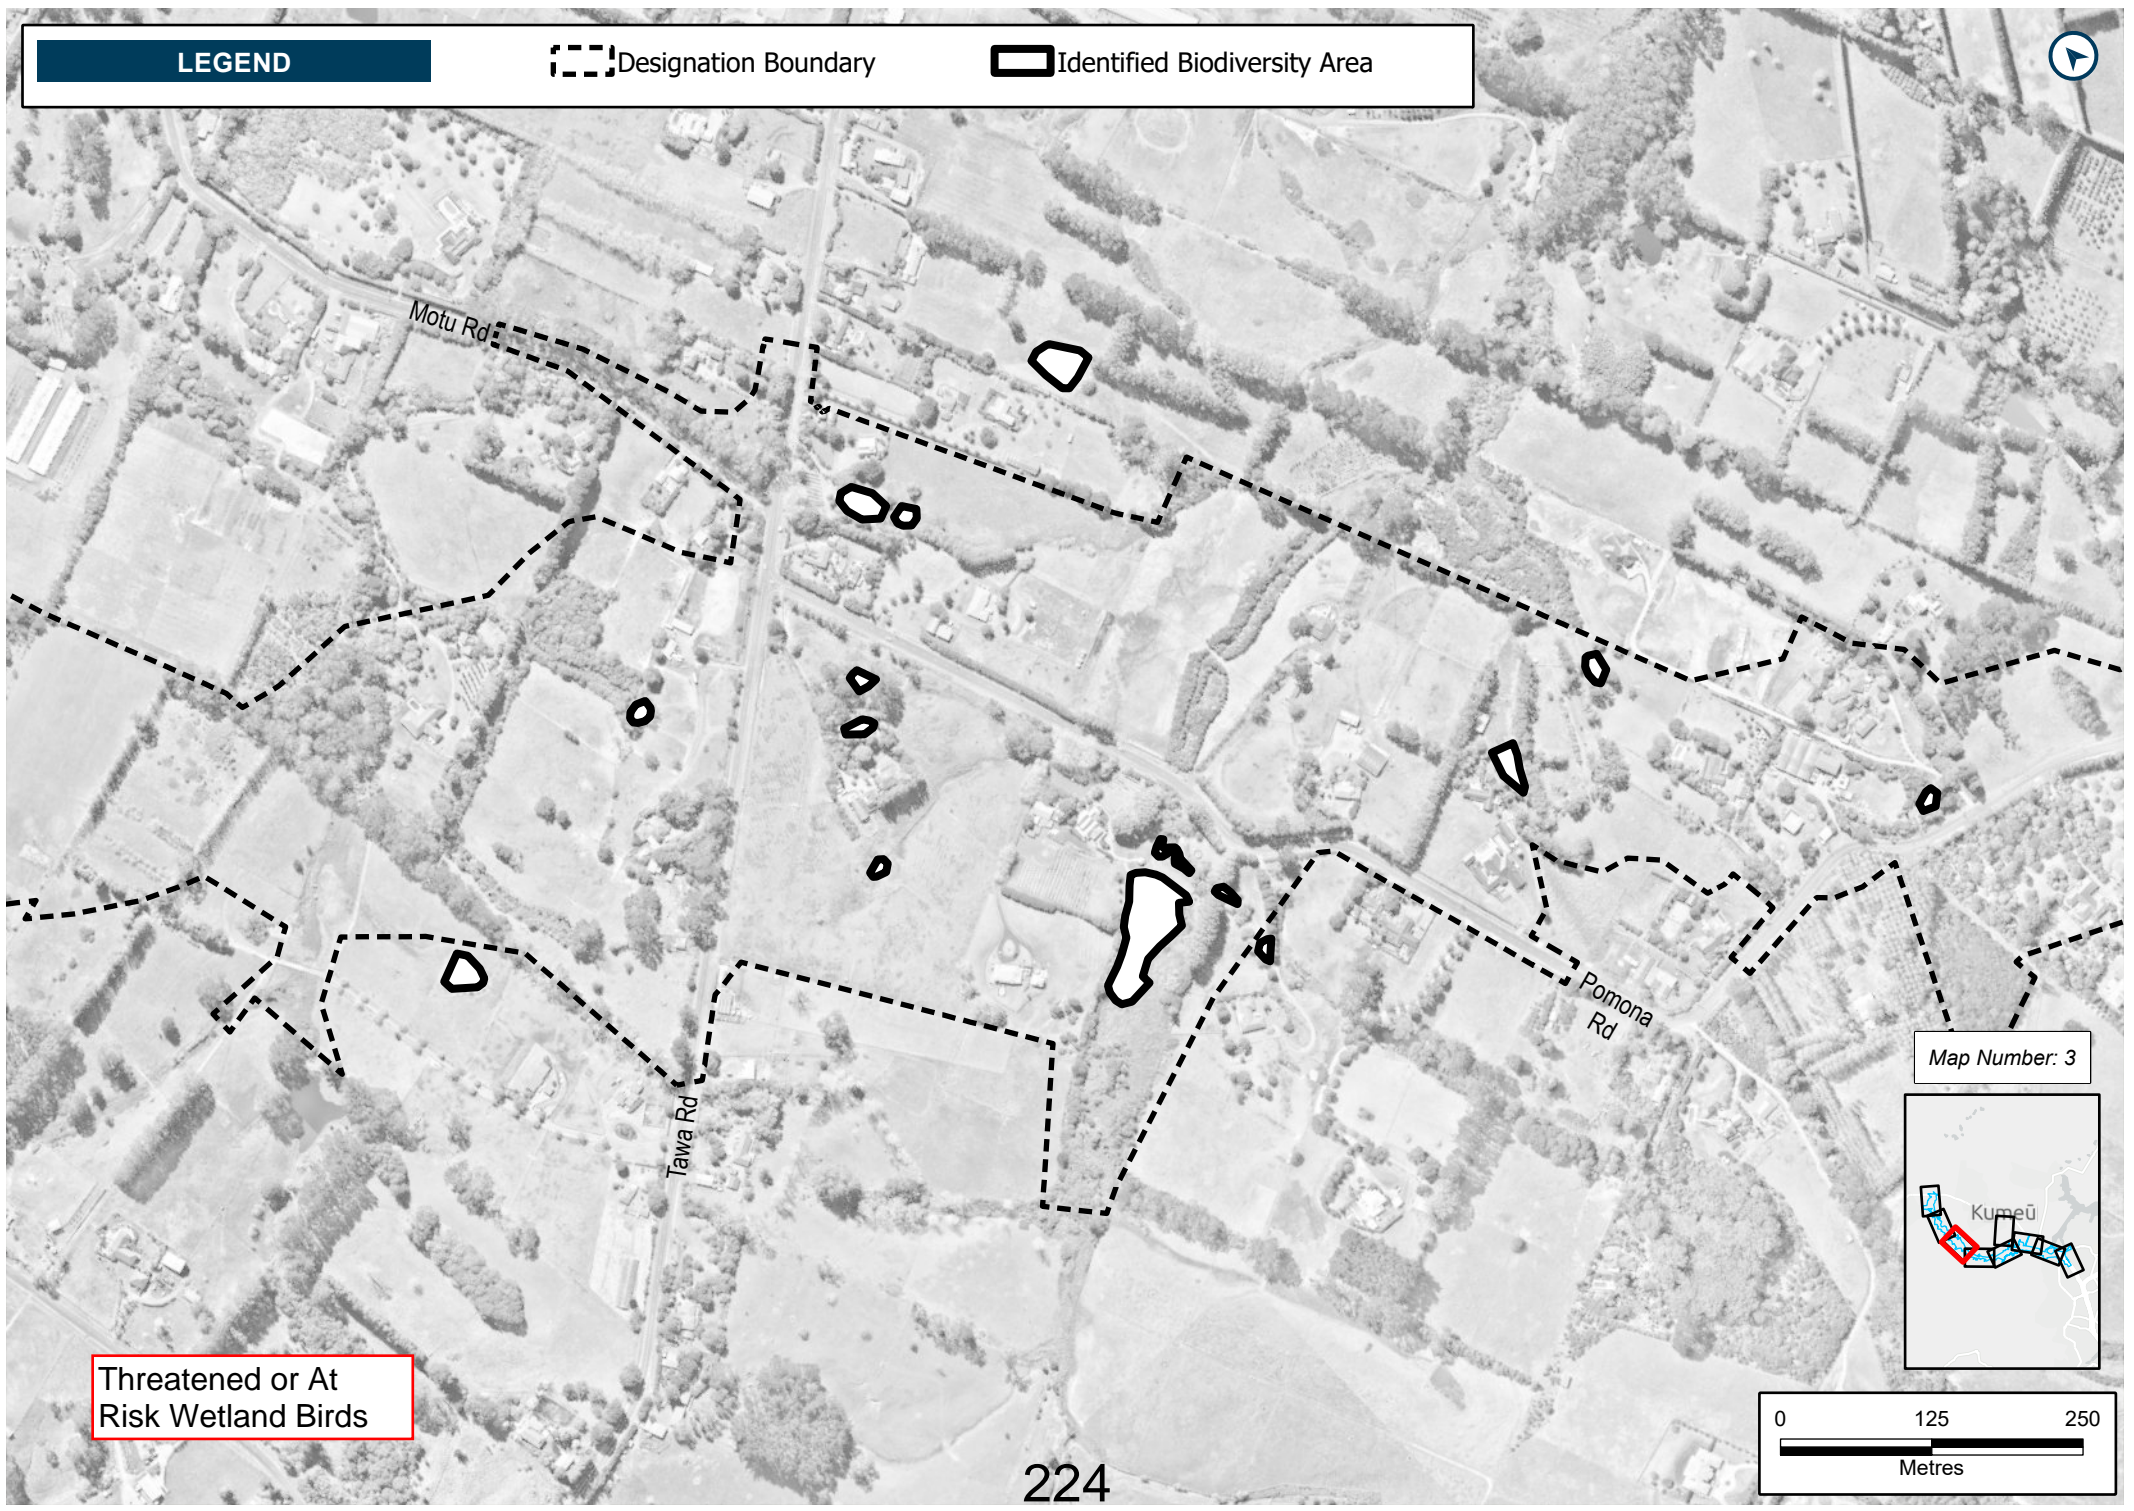 LEGEND
Designation Boundary
Identified Biodiversity Area
Motu Rd
Pomona
Rd
Tawa Rd
Map Number: 3
Kumeū
Threatened or At
Risk Wetland Birds
0 125 250
Metres
224